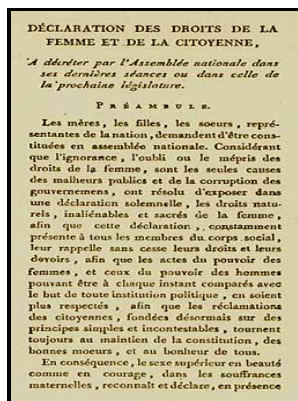 DÉCLARATION DES DROITS DE LA
FEMME ET DE LA CITOYENNE,
A décréter par l'Assemblée nationale dans
ses dernières séances ou dans celle de
la prochaine législature.
PRÉAMBULE.
Les mères, les filles, les soeurs, repré-
sentantes de la nation, demandent d'être cons-
tituées en assemblée nationale. Considérant
que l'ignorance, l'oubli ou le mépris des
droits de la femme, sont les seules causes
des malheurs publics et de la corruption des
gouvernemens, ont résolu d'exposer dans
une déclaration solemnelle, les droits natu-
rels, inaliénables et sacrés de la femme,
afin que cette déclaration, constamment
présente à tous les membres du corps social,
leur rappelle sans cesse leurs droits et leurs
devoirs, afin que les actes du pouvoir des
femmes, et ceux du pouvoir des hommes
pouvant être à chaque instant comparés avec
le but de toute institution politique, en soient
plus respectés, afin que les réclamations
des citoyennes, fondées désormais sur des
principes simples et incontestables, tournent
toujours au maintien de la constitution, des
bonnes moeurs, et au bonheur de tous.
En conséquence, le sexe supérieur en beauté
comme en courage, dans les souffrances
maternelles, reconnaît et déclare, en présence